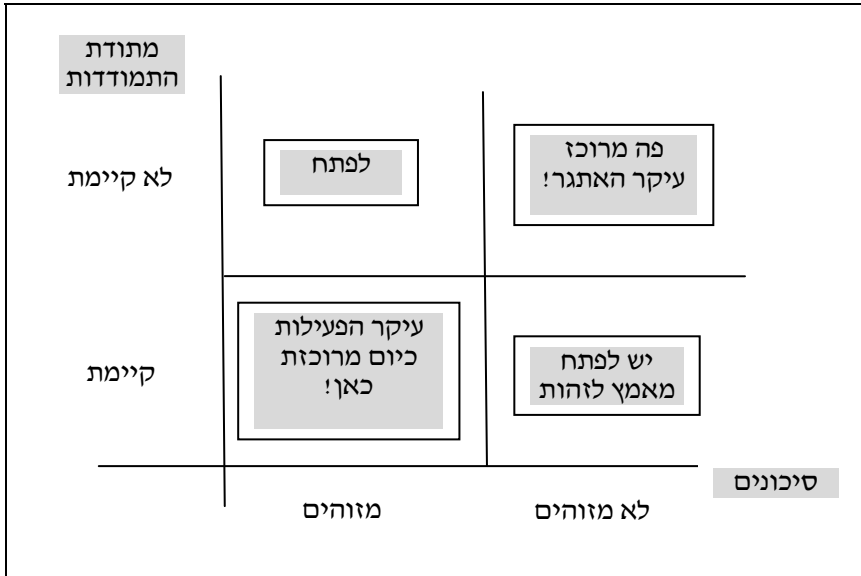 מתודת
התמודדות
פה מרוכז
עיקר האתגר!
לפתח
לא קיימת
עיקר הפעילות
כיום מרוכזת
כאן!
יש לפתח
מאמץ לזהות
קיימת
סיכונים
מזוהים
לא מזוהים